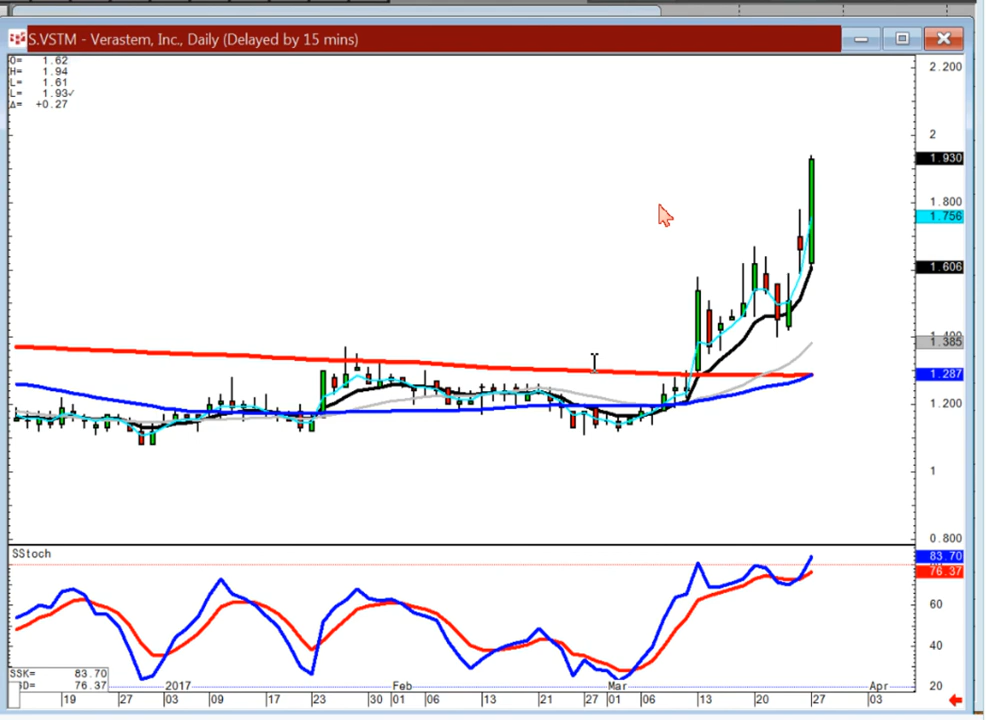 S.VSTM - Verastem, Inc., Daily (Delayed by 15 mins)
O= 1.62
H= 1.94
L= 1.61
L= 1.93✓
Δ= +0.27
2.200
2
1.930
1.800
1.756
1.606
1.400
1.385
1.287
1.200
1
0.800
SStoch
83.70
76.37
60
40
20
SSK= 83.70
SD= 76.37
2017 Feb Mar Apr
19 27 03 09 17 23 30 01 06 13 21 27 01 06 13 20 27 03